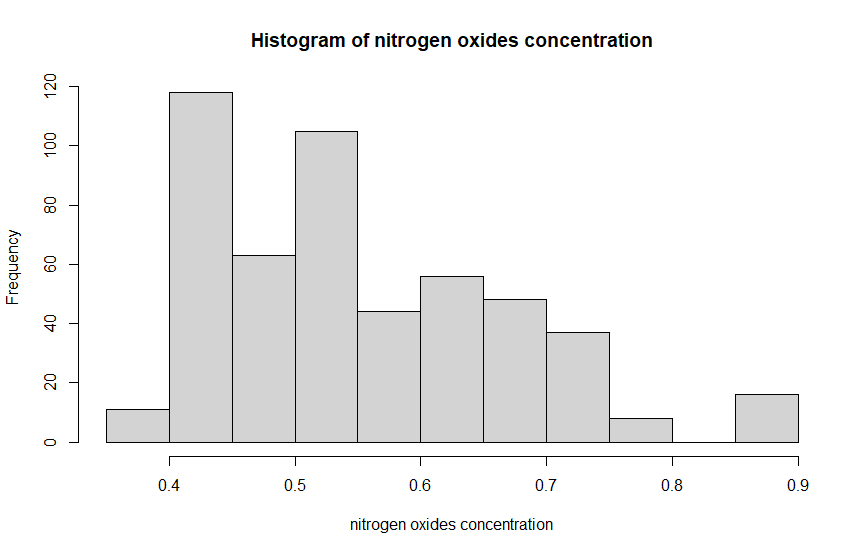 Histogram of nitrogen oxides concentration
Frequency
120
100
80
60
40
20
0
0.4 0.5 0.6 0.7 0.8 0.9
nitrogen oxides concentration